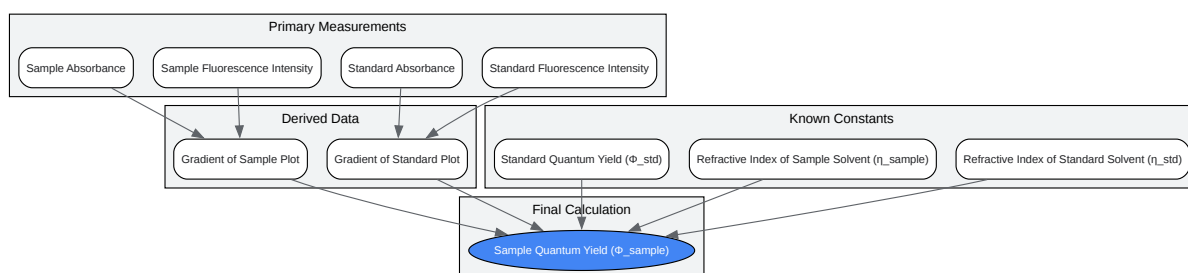 Primary Measurements
Sample Absorbance
Sample Fluorescence Intensity
Standard Absorbance
Standard Fluorescence Intensity
Derived Data
Known Constants
Gradient of Sample Plot
Gradient of Standard Plot
Standard Quantum Yield (Φ_std)
Refractive Index of Sample Solvent (η_sample)
Refractive Index of Standard Solvent (η_std)
Final Calculation
Sample Quantum Yield (Φ_sample)